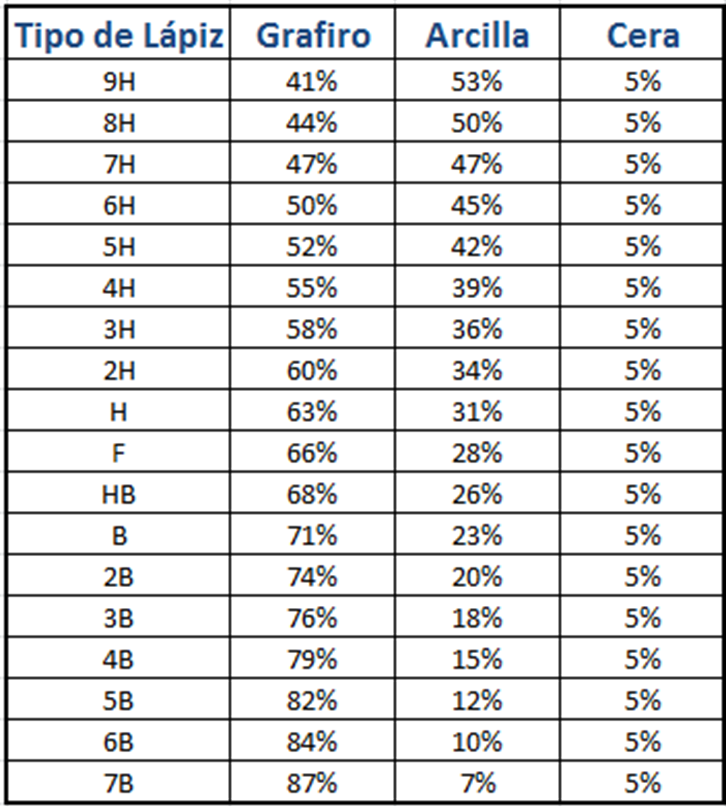 Tipo de Lápiz Grafiro Arcilla Cera
9H 41% 53% 5%
8H 44% 50% 5%
7H 47% 47% 5%
6H 50% 45% 5%
5H 52% 42% 5%
4H 55% 39% 5%
3H 58% 36% 5%
2H 60% 34% 5%
H 63% 31% 5%
F 66% 28% 5%
HB 68% 26% 5%
B 71% 23% 5%
2B 74% 20% 5%
3B 76% 18% 5%
4B 79% 15% 5%
5B 82% 12% 5%
6B 84% 10% 5%
7B 87% 7% 5%